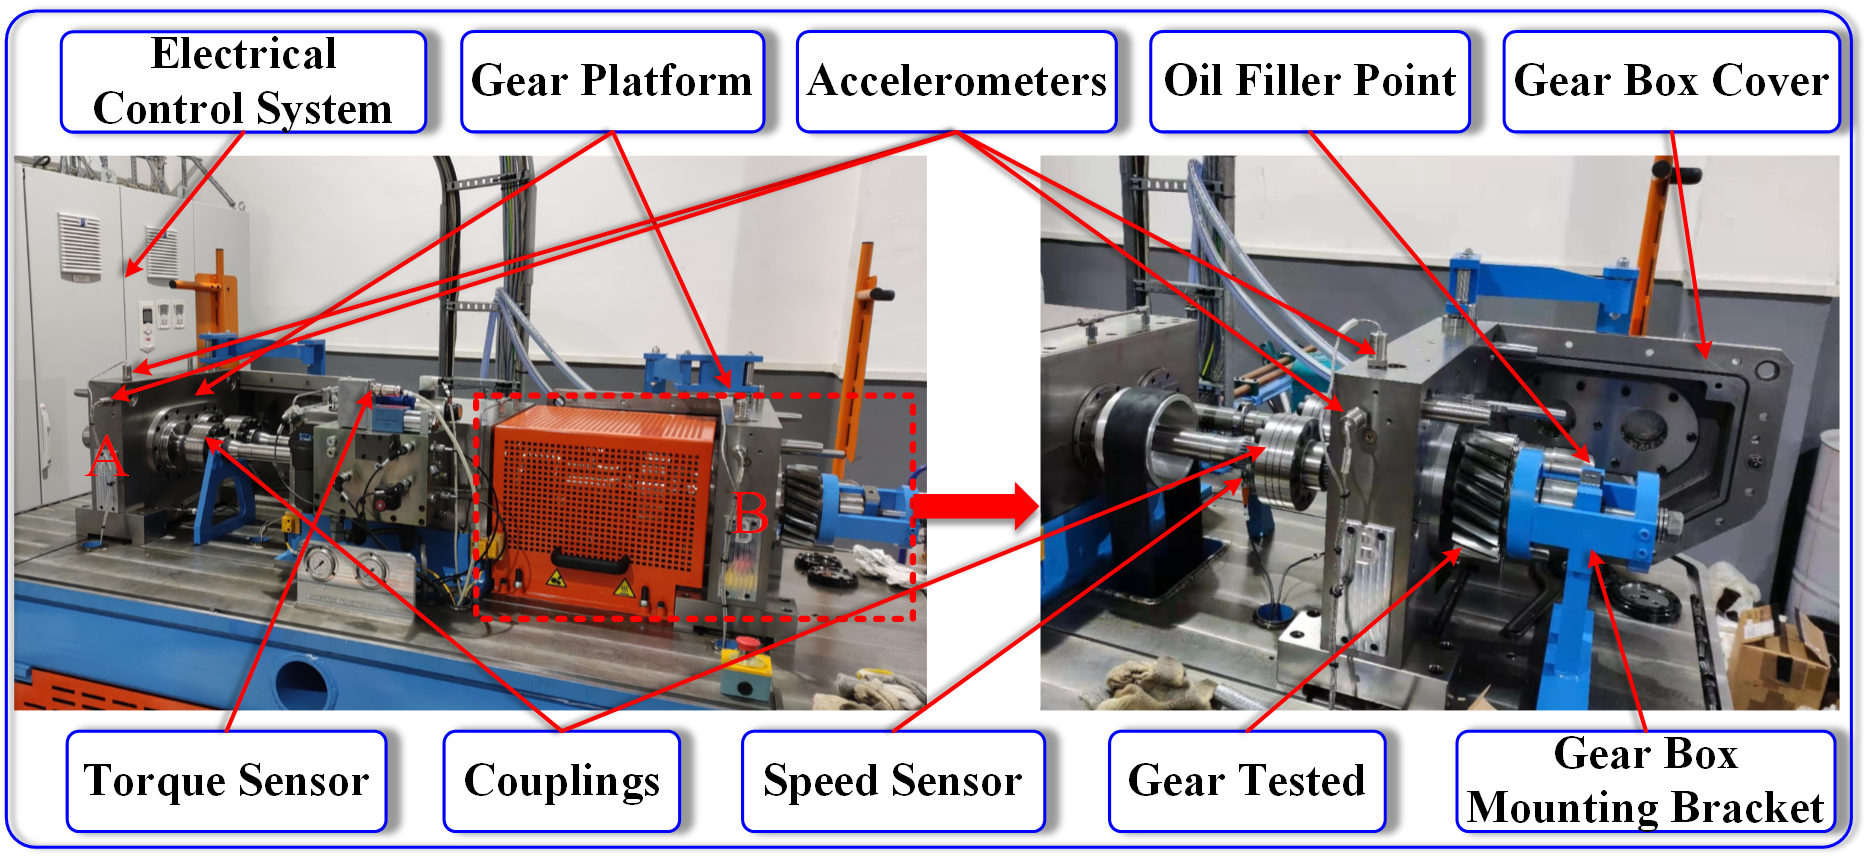 Electrical
Control System
Gear Platform
Accelerometers
Oil Filler Point
Gear Box Cover
A
B
Torque Sensor
Couplings
Speed Sensor
Gear Tested
Gear Box
Mounting Bracket